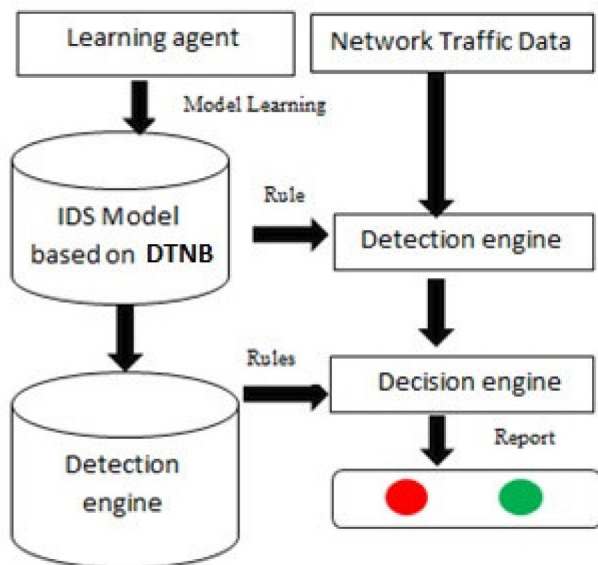 Learning agent
Network Traffic Data
Model Learning
IDS Model
based on DTNB
Rule
Detection engine
Rules
Decision engine
Detection
engine
Report